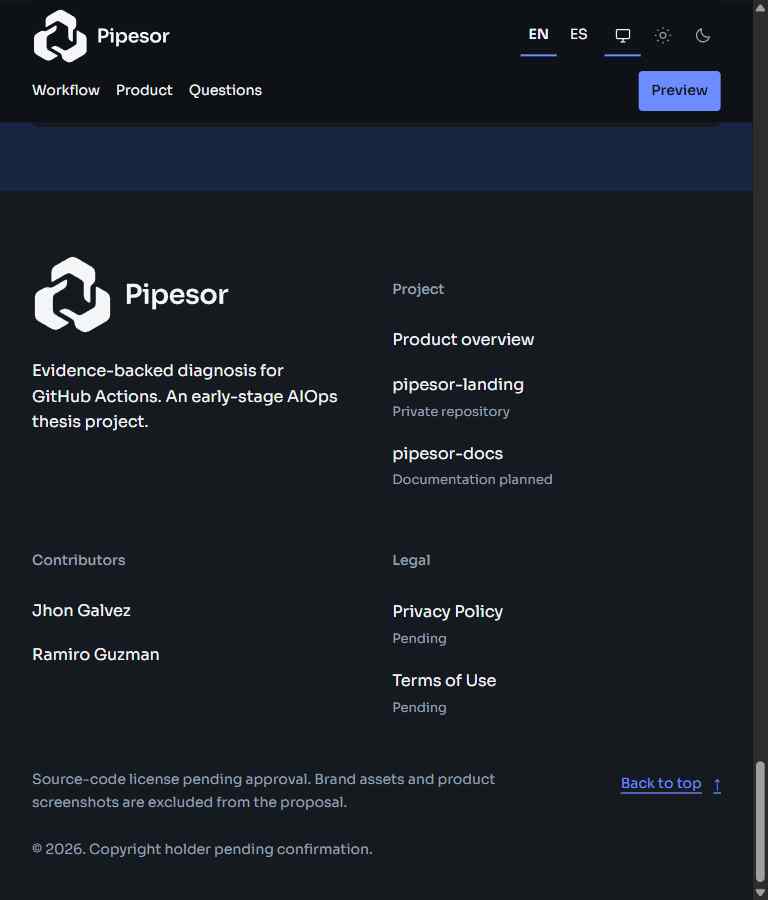 Pipesor
EN ES
Workflow Product Questions
Preview
Pipesor
Evidence-backed diagnosis for
GitHub Actions. An early-stage AIOps
thesis project.
Project
Product overview
pipesor-landing
Private repository
pipesor-docs
Documentation planned
Contributors
Jhon Galvez
Ramiro Guzman
Legal
Privacy Policy
Pending
Terms of Use
Pending
Source-code license pending approval. Brand assets and product
screenshots are excluded from the proposal.
Back to top ↑
© 2026. Copyright holder pending confirmation.